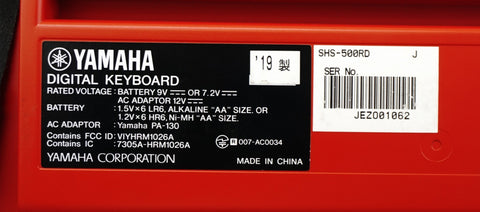 YAMAHA
DIGITAL KEYBOARD
RATED VOLTAGE : BATTERY 9V OR 7.2V
AC ADAPTOR 12V
BATTERY : 1.5V×6 LR6, ALKALINE "AA" SIZE, OR
1.2V×6 HR6, Ni-MH "AA" SIZE.
AC ADAPTOR : Yamaha PA-130
Contains FCC ID: VIYHRM1026A
Contains IC : 7305A-HRM1026A
R 007-AC0034
YAMAHA CORPORATION
MADE IN CHINA
'19 製
SHS-500RD J
SER No.
JEZO01062